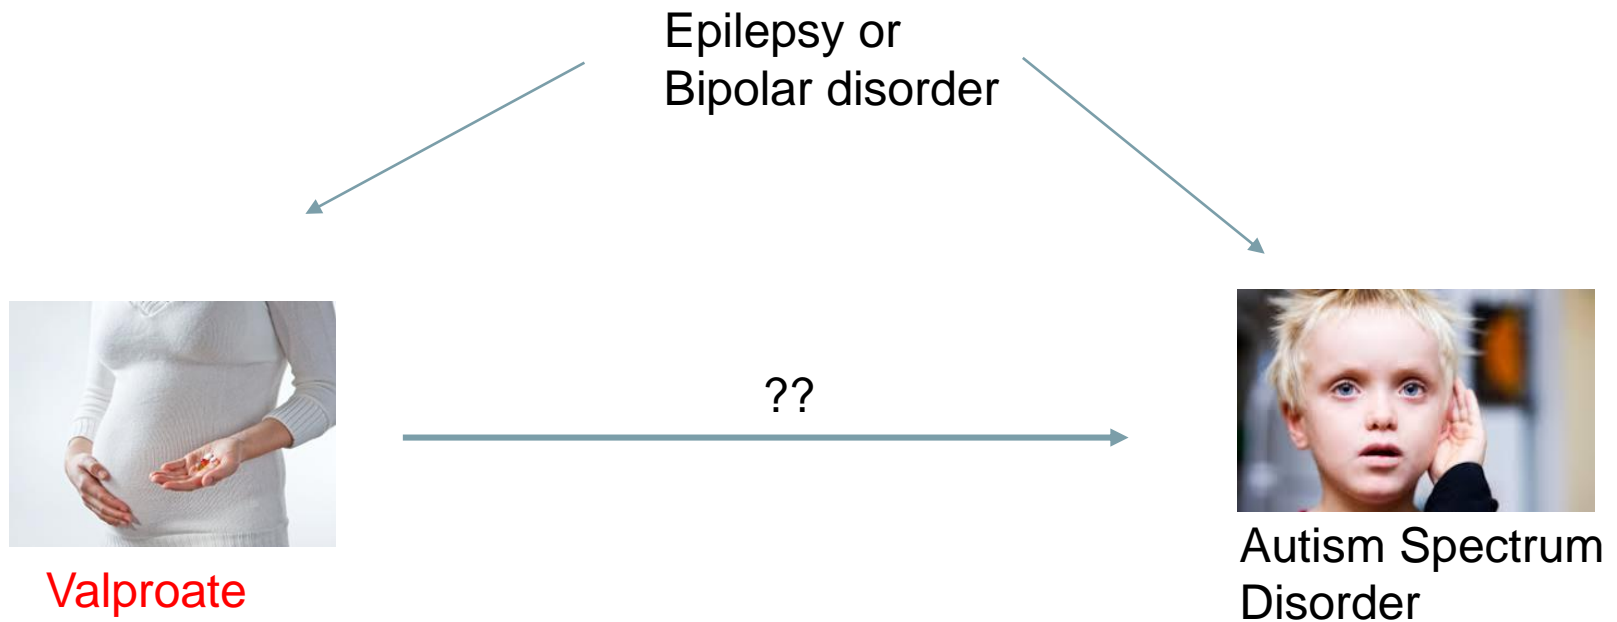 Epilepsy or
Bipolar disorder
??
Valproate
Autism Spectrum
Disorder